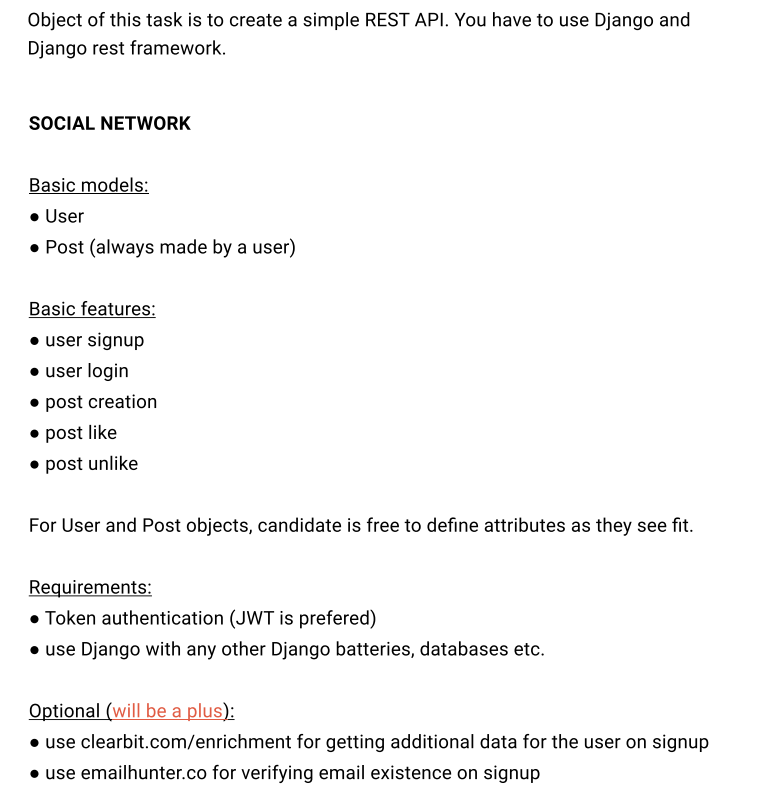 Object of this task is to create a simple REST API. You have to use Django and
Django rest framework.
SOCIAL NETWORK
Basic models:
● User
● Post (always made by a user)
Basic features:
● user signup
● user login
● post creation
● post like
● post unlike
For User and Post objects, candidate is free to define attributes as they see fit.
Requirements:
● Token authentication (JWT is prefered)
● use Django with any other Django batteries, databases etc.
Optional (will be a plus):
● use clearbit.com/enrichment for getting additional data for the user on signup
● use emailhunter.co for verifying email existence on signup